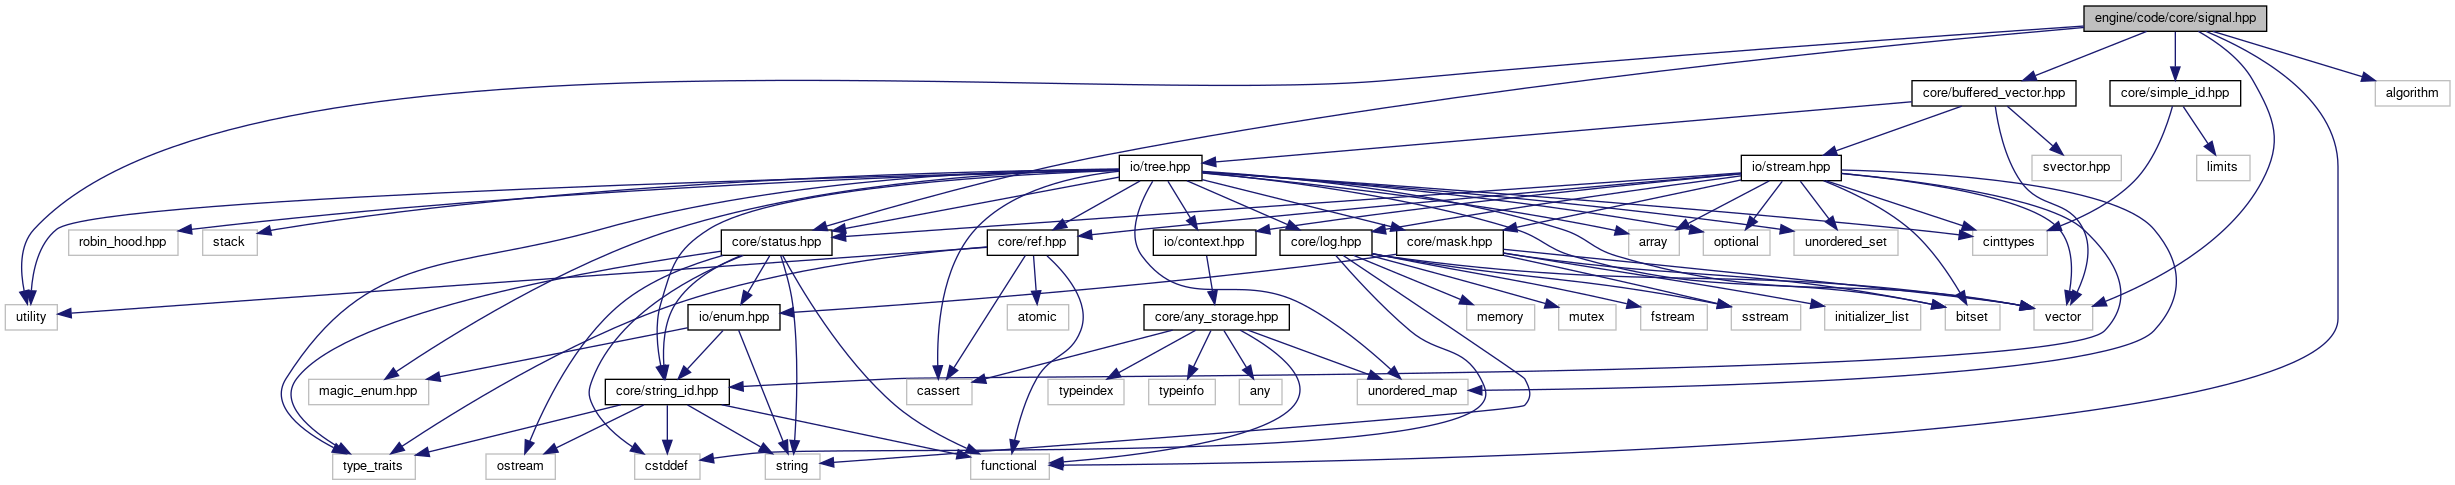 engine/code/core/signal.hpp
core/buffered_vector.hpp
core/simple_id.hpp
algorithm
io/tree.hpp
io/stream.hpp
svector.hpp
limits
robin_hood.hpp
stack
core/status.hpp
core/ref.hpp
io/context.hpp
core/log.hpp
core/mask.hpp
array
optional
unordered_set
cinttypes
utility
io/enum.hpp
atomic
core/any_storage.hpp
memory
mutex
fstream
sstream
initializer_list
bitset
vector
magic_enum.hpp
core/string_id.hpp
cassert
typeindex
typeinfo
any
unordered_map
type_traits
ostream
cstddef
string
functional